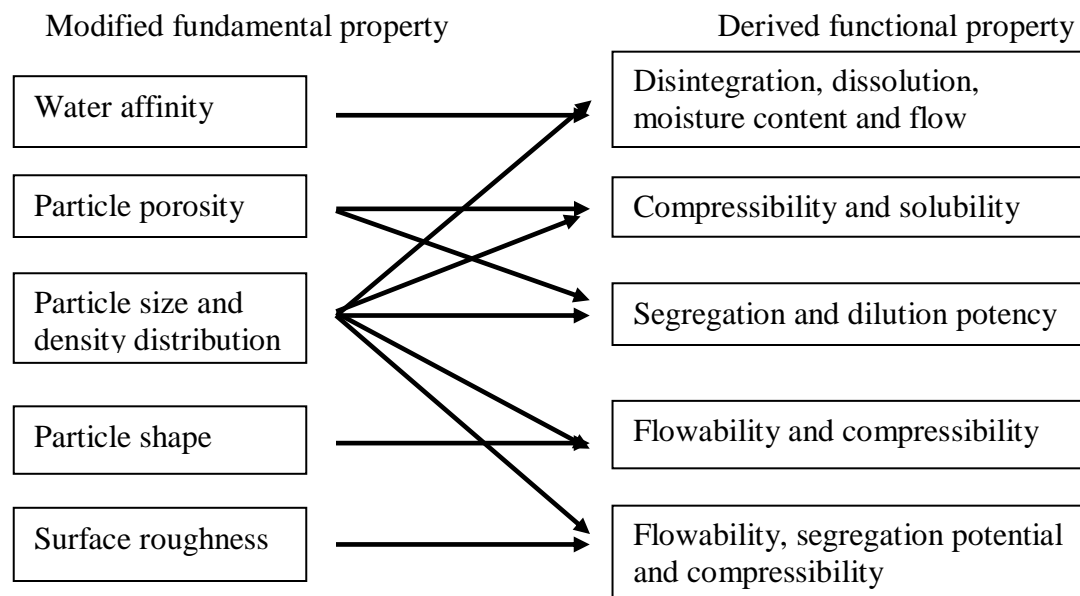 Modified fundamental property
Derived functional property
Water affinity
Disintegration, dissolution,
moisture content and flow
Particle porosity
Compressibility and solubility
Particle size and
density distribution
Segregation and dilution potency
Particle shape
Flowability and compressibility
Surface roughness
Flowability, segregation potential
and compressibility